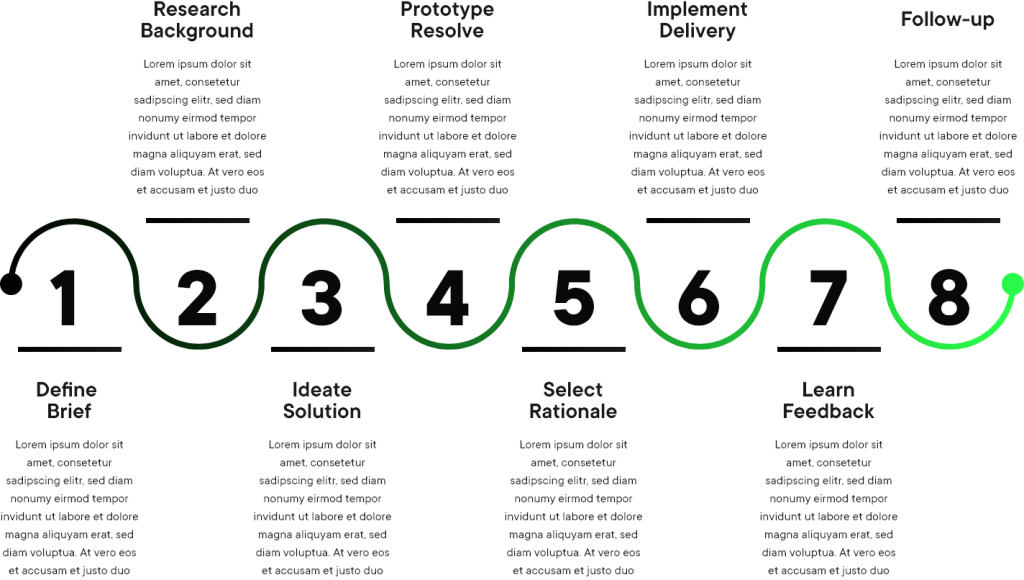 Research
Background
Lorem ipsum dolor sit
amet, consetetur
sadipscing elitr, sed diam
nonumy eirmod tempor
invidunt ut labore et dolore
magna aliquyam erat, sed
diam voluptua. At vero eos
et accusam et justo duo
Prototype
Resolve
Lorem ipsum dolor sit
amet, consetetur
sadipscing elitr, sed diam
nonumy eirmod tempor
invidunt ut labore et dolore
magna aliquyam erat, sed
diam voluptua. At vero eos
et accusam et justo duo
Implement
Delivery
Lorem ipsum dolor sit
amet, consetetur
sadipscing elitr, sed diam
nonumy eirmod tempor
invidunt ut labore et dolore
magna aliquyam erat, sed
diam voluptua. At vero eos
et accusam et justo duo
Follow-up
Lorem ipsum dolor sit
amet, consetetur
sadipscing elitr, sed diam
nonumy eirmod tempor
invidunt ut labore et dolore
magna aliquyam erat, sed
diam voluptua. At vero eos
et accusam et justo duo
1 2 3 4 5 6 7 8
Define
Brief
Lorem ipsum dolor sit
amet, consetetur
sadipscing elitr, sed diam
nonumy eirmod tempor
invidunt ut labore et dolore
magna aliquyam erat, sed
diam voluptua. At vero eos
et accusam et justo duo
Ideate
Solution
Lorem ipsum dolor sit
amet, consetetur
sadipscing elitr, sed diam
nonumy eirmod tempor
invidunt ut labore et dolore
magna aliquyam erat, sed
diam voluptua. At vero eos
et accusam et justo duo
Select
Rationale
Lorem ipsum dolor sit
amet, consetetur
sadipscing elitr, sed diam
nonumy eirmod tempor
invidunt ut labore et dolore
magna aliquyam erat, sed
diam voluptua. At vero eos
et accusam et justo duo
Learn
Feedback
Lorem ipsum dolor sit
amet, consetetur
sadipscing elitr, sed diam
nonumy eirmod tempor
invidunt ut labore et dolore
magna aliquyam erat, sed
diam voluptua. At vero eos
et accusam et justo duo